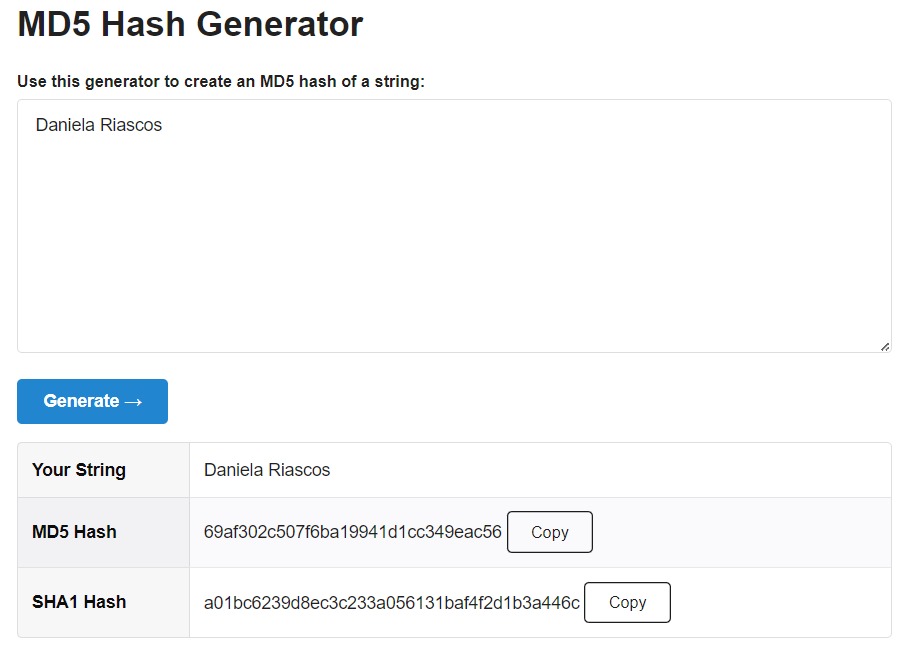 MD5 Hash Generator
Use this generator to create an MD5 hash of a string:
Daniela Riascos
Generate →
Your String Daniela Riascos
MD5 Hash 69af302c507f6ba19941d1cc349eac56 Copy
SHA1 Hash a01bc6239d8ec3c233a056131baf4f2d1b3a446c Copy